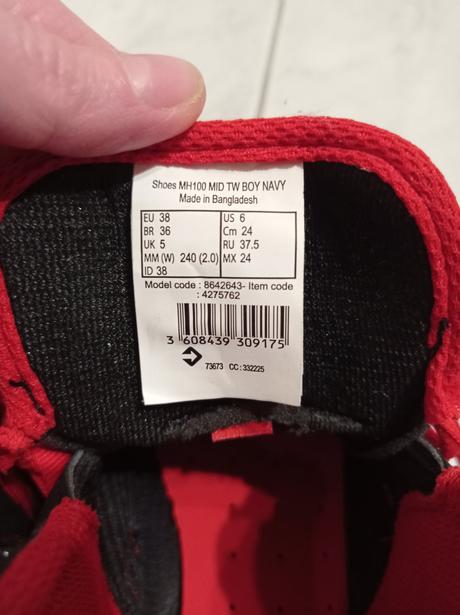 Shoes MH100 MID TW BOY NAVY
Made in Bangladesh
EU 38 US 6
BR 36 Cm 24
UK 5 RU 37.5
MM (W) 240 (2.0) MX 24
ID 38
Model code : 8642643- Item code
: 4275762
3 608439 309175
73673 CC:332225